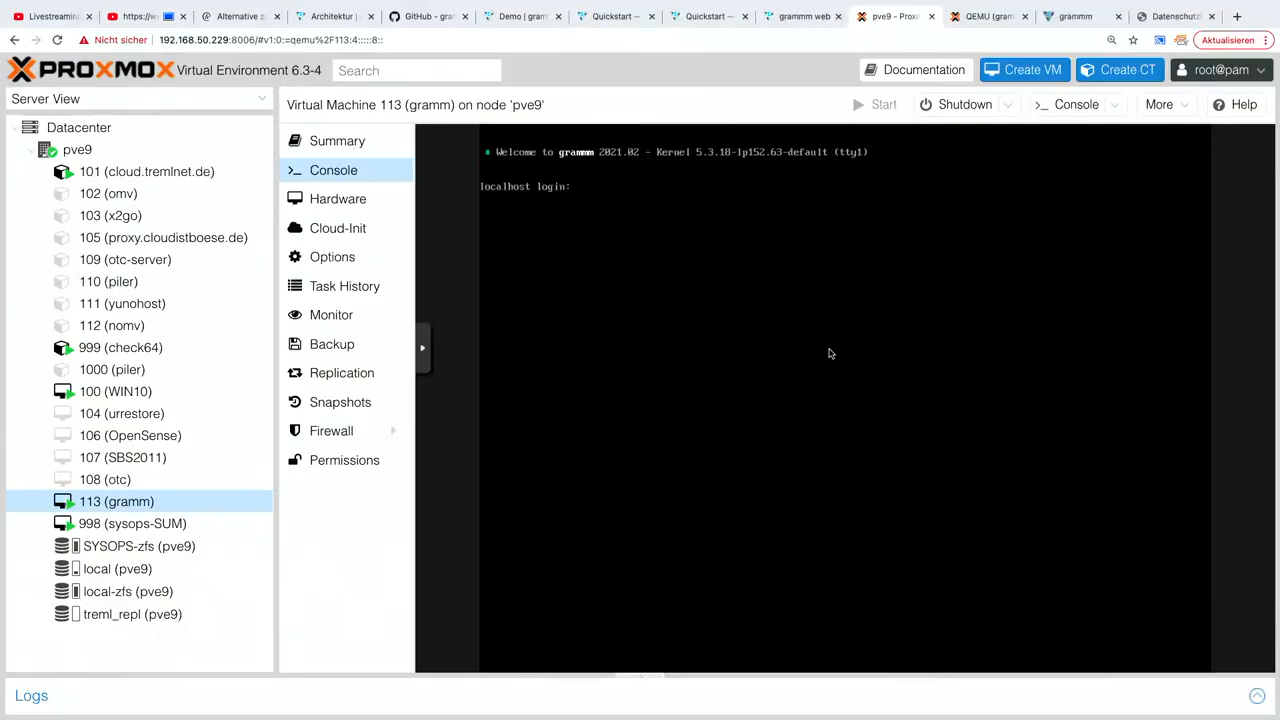 Livestreaming
https://ww
Alternative z
Architektur |
GitHub - gra
Demo | gram
Quickstart —
Quickstart —
grammm web
pve9 - Proxi
QEMU (gram
grammm
Datenschutzl
Nicht sicher
192.168.50.229:8006/#v1:0:=qemu%2F113:4:::::8::
Aktualisieren
PROXMOX Virtual Environment 6.3-4
Search
Documentation
Create VM
Create CT
root@pam
Server View
Virtual Machine 113 (gramm) on node 'pve9'
Start
Shutdown
Console
More
Help
Datacenter
pve9
101 (cloud.tremlnet.de)
102 (omv)
103 (x2go)
105 (proxy.cloudistboese.de)
109 (otc-server)
110 (piler)
111 (yunohost)
112 (nomv)
999 (check64)
1000 (piler)
100 (WIN10)
104 (urrestore)
106 (OpenSense)
107 (SBS2011)
108 (otc)
113 (gramm)
998 (sysops-SUM)
SYSOPS-zfs (pve9)
local (pve9)
local-zfs (pve9)
treml_repl (pve9)
Summary
Console
Hardware
Cloud-Init
Options
Task History
Monitor
Backup
Replication
Snapshots
Firewall
Permissions
Welcome to grammm 2021.02 - Kernel 5.3.18-lp152.63-default (tty1)
localhost login:
Logs